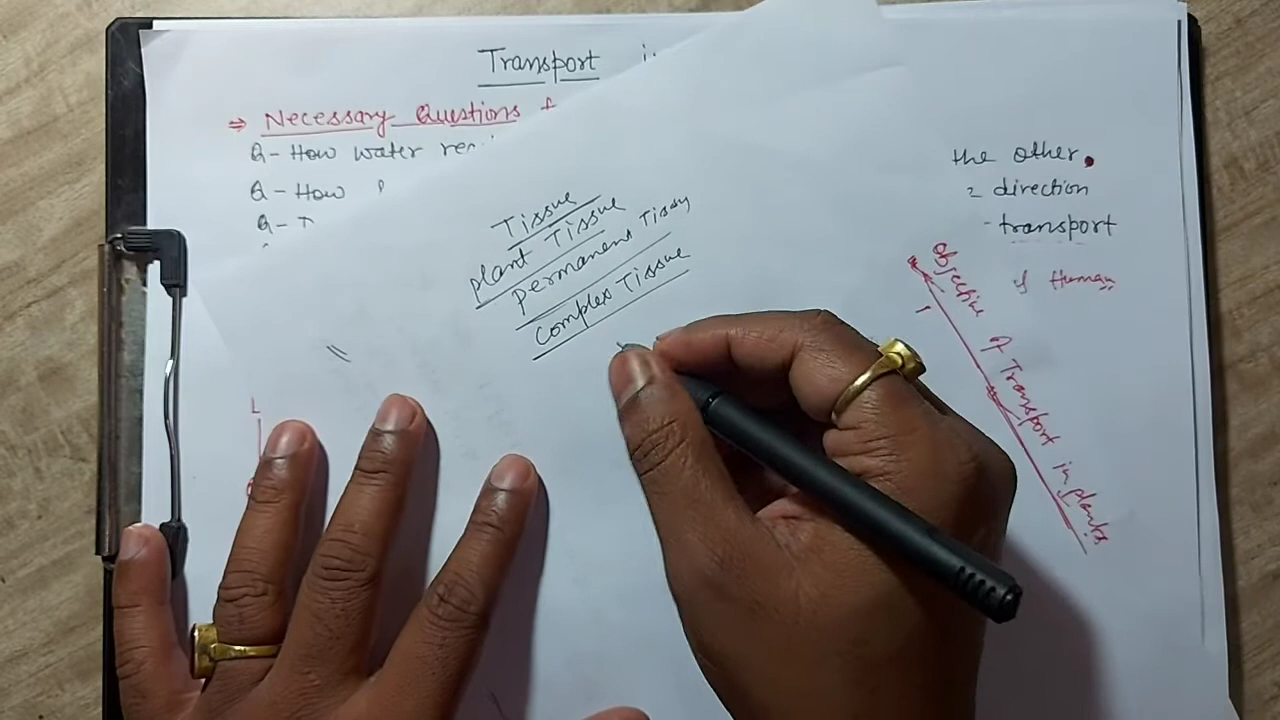 Transport
⇒ Necessary Questions
Q- How water
Q- How
Q-
Tissue
plant Tissue
permanent Tissu
complex Tissue
the other.
direction
-transport
of Human
objective of Transport in plants